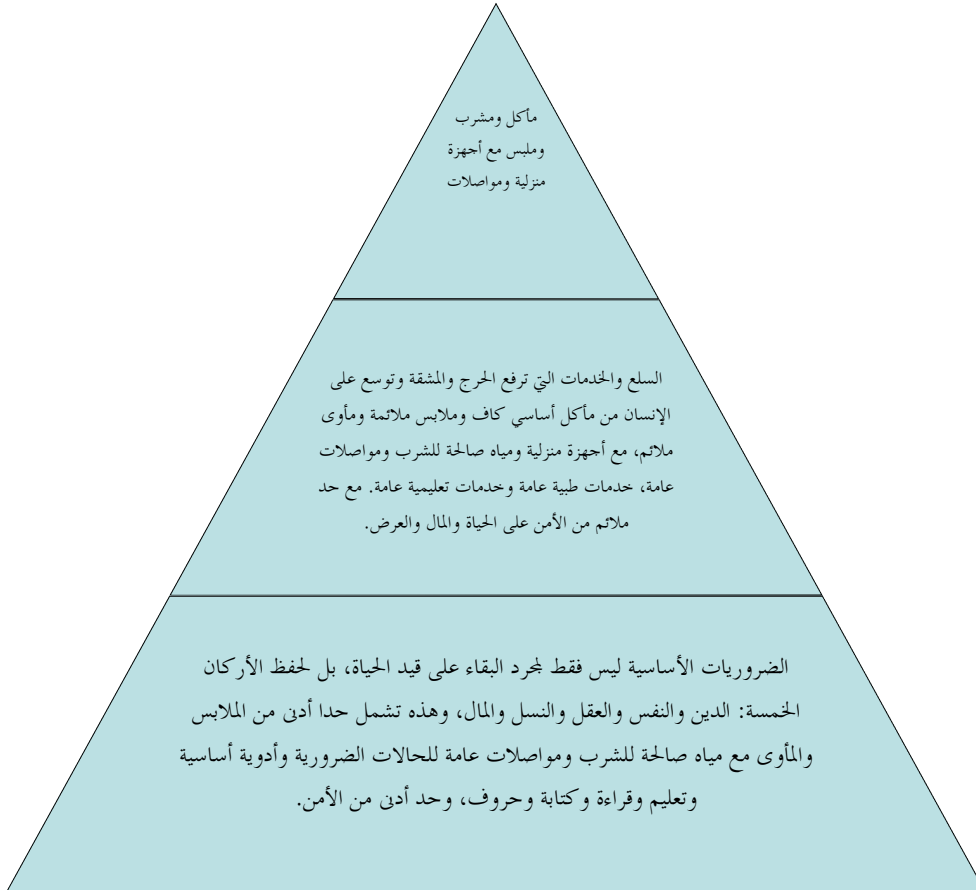 مأكل ومشرب
وملبس مع أجهزة
منزلية ومواصلات
السلع والخدمات التي ترفع الحرج والمشقة وتوسع على
الإنسان من مأكل أساسي كاف وملابس ملائمة ومأوى
ملائم، مع أجهزة منزلية ومياه صالحة للشرب ومواصلات
عامة، خدمات طبية عامة وخدمات تعليمية عامة. مع حد
ملائم من الأمن على الحياة والمال والعرض.
الضروريات الأساسية ليس فقط لمجرد البقاء على قيد الحياة، بل لحفظ الأركان
الخمسة: الدين والنفس والعقل والنسل والمال، وهذه تشمل حدا أدنى من الملابس
والمأوى مع مياه صالحة للشرب ومواصلات عامة للحالات الضرورية وأدوية أساسية
وتعليم وقراءة وكتابة وحروف، وحد أدنى من الأمن.